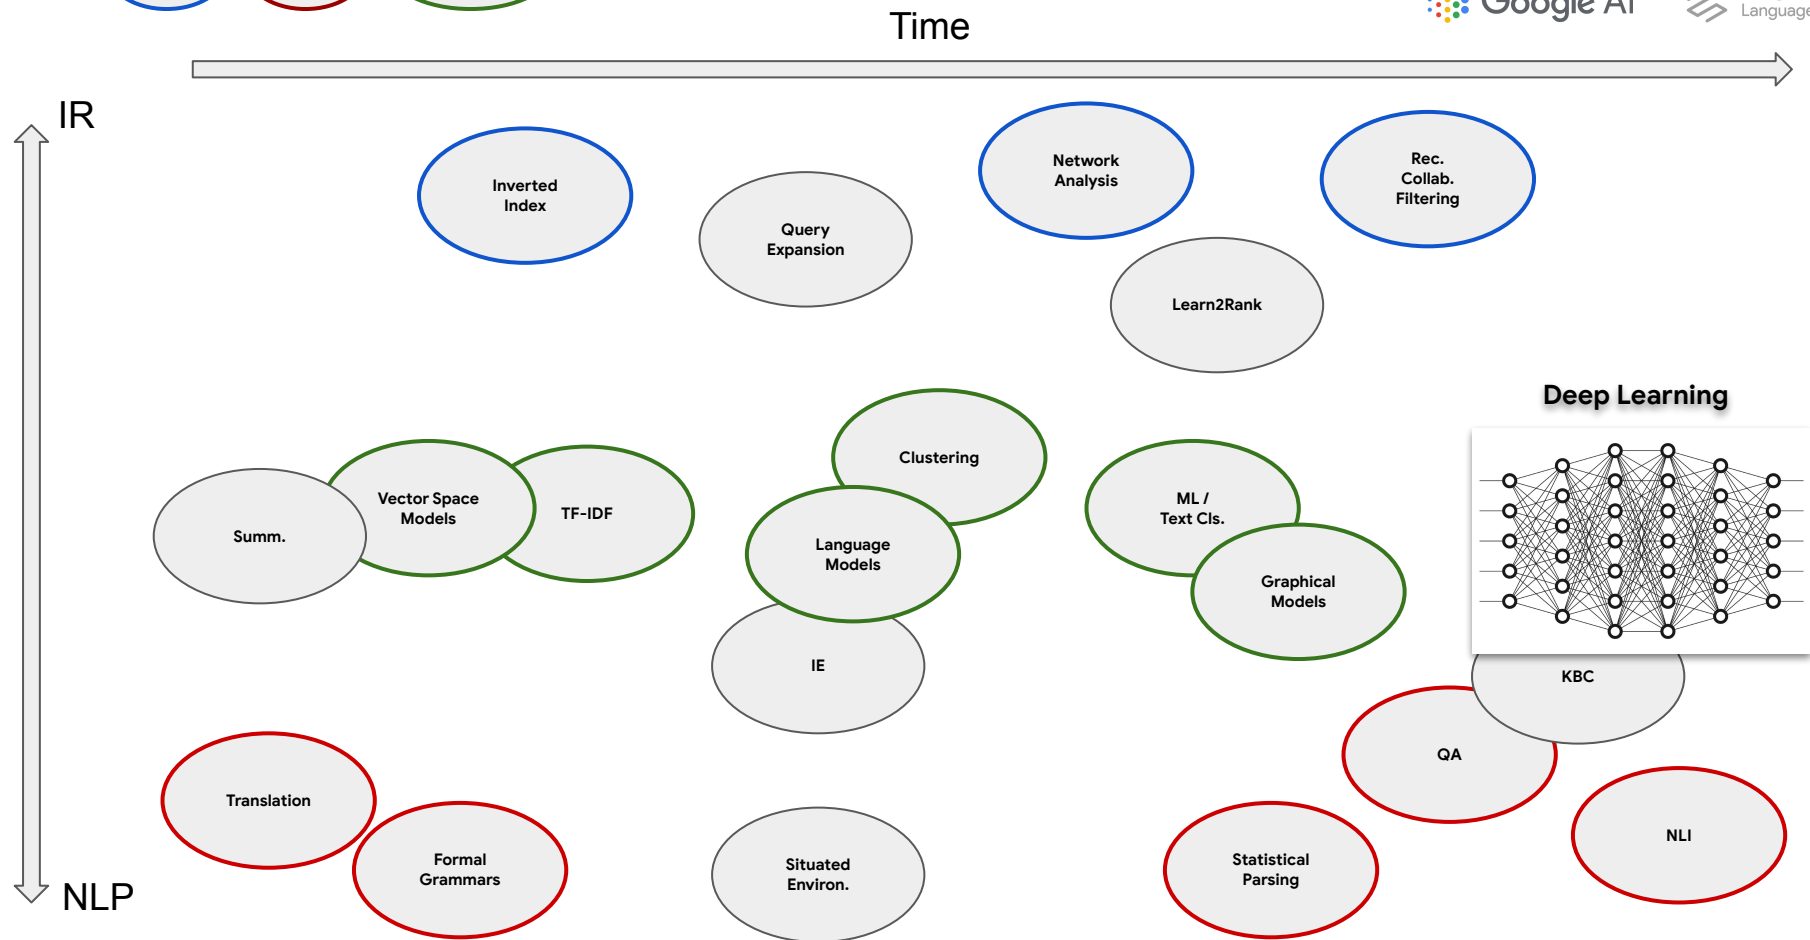 Google AI
Language
Time
IR
Inverted
Index
Query
Expansion
Network
Analysis
Rec.
Collab.
Filtering
Learn2Rank
Deep Learning
Summ.
Vector Space
Models
TF-IDF
Clustering
Language
Models
IE
ML /
Text Cls.
Graphical
Models
KBC
QA
NLI
Translation
Formal
Grammars
Situated
Environ.
Statistical
Parsing
NLP